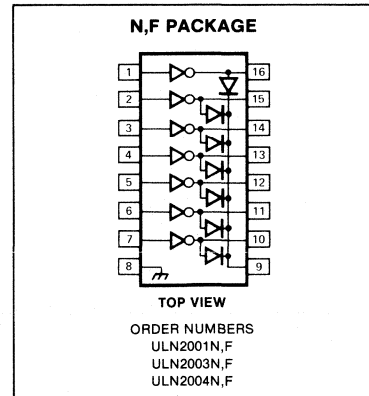 N,F PACKAGE
1 16
2 15
3 14
4 13
5 12
6 11
7 10
8 9
TOP VIEW
ORDER NUMBERS
ULN2001N,F
ULN2003N,F
ULN2004N,F